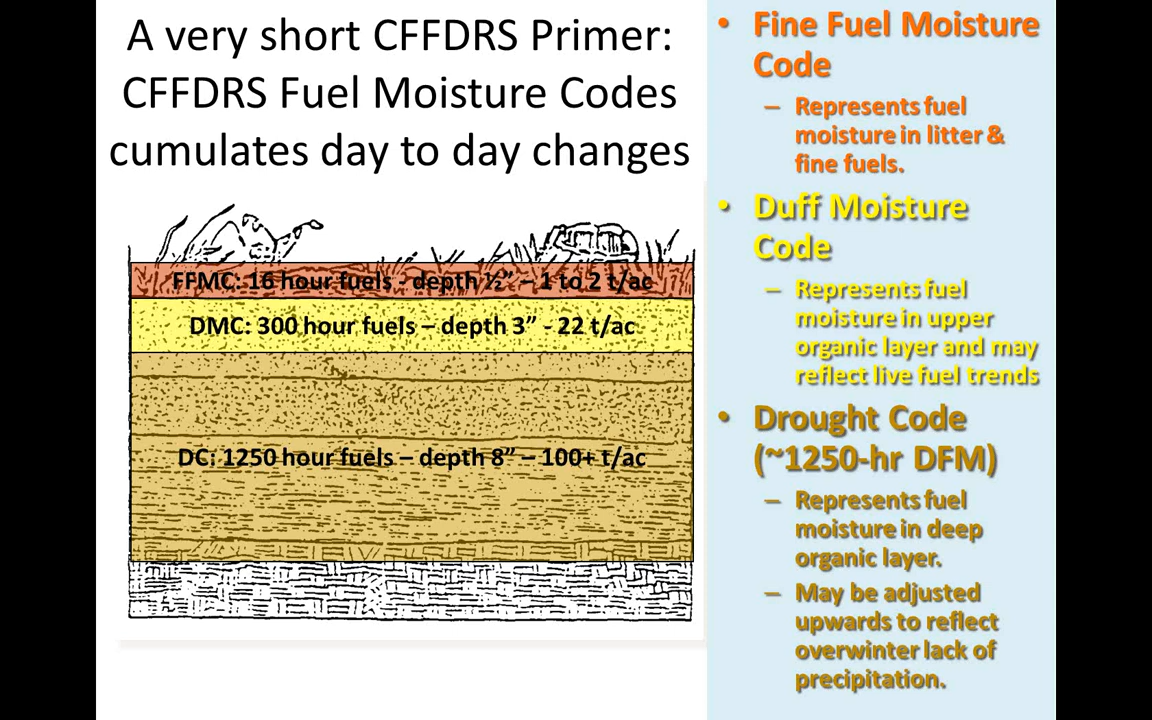 A very short CFFDRS Primer:
CFFDRS Fuel Moisture Codes
cumulates day to day changes
FFMC: 16 hour fuels - depth ½” – 1 to 2 t/ac
DMC: 300 hour fuels – depth 3” - 22 t/ac
DC: 1250 hour fuels – depth 8” – 100+ t/ac
• Fine Fuel Moisture
Code
– Represents fuel
moisture in litter &
fine fuels.
• Duff Moisture
Code
– Represents fuel
moisture in upper
organic layer and may
reflect live fuel trends
• Drought Code
(~1250-hr DFM)
– Represents fuel
moisture in deep
organic layer.
– May be adjusted
upwards to reflect
overwinter lack of
precipitation.